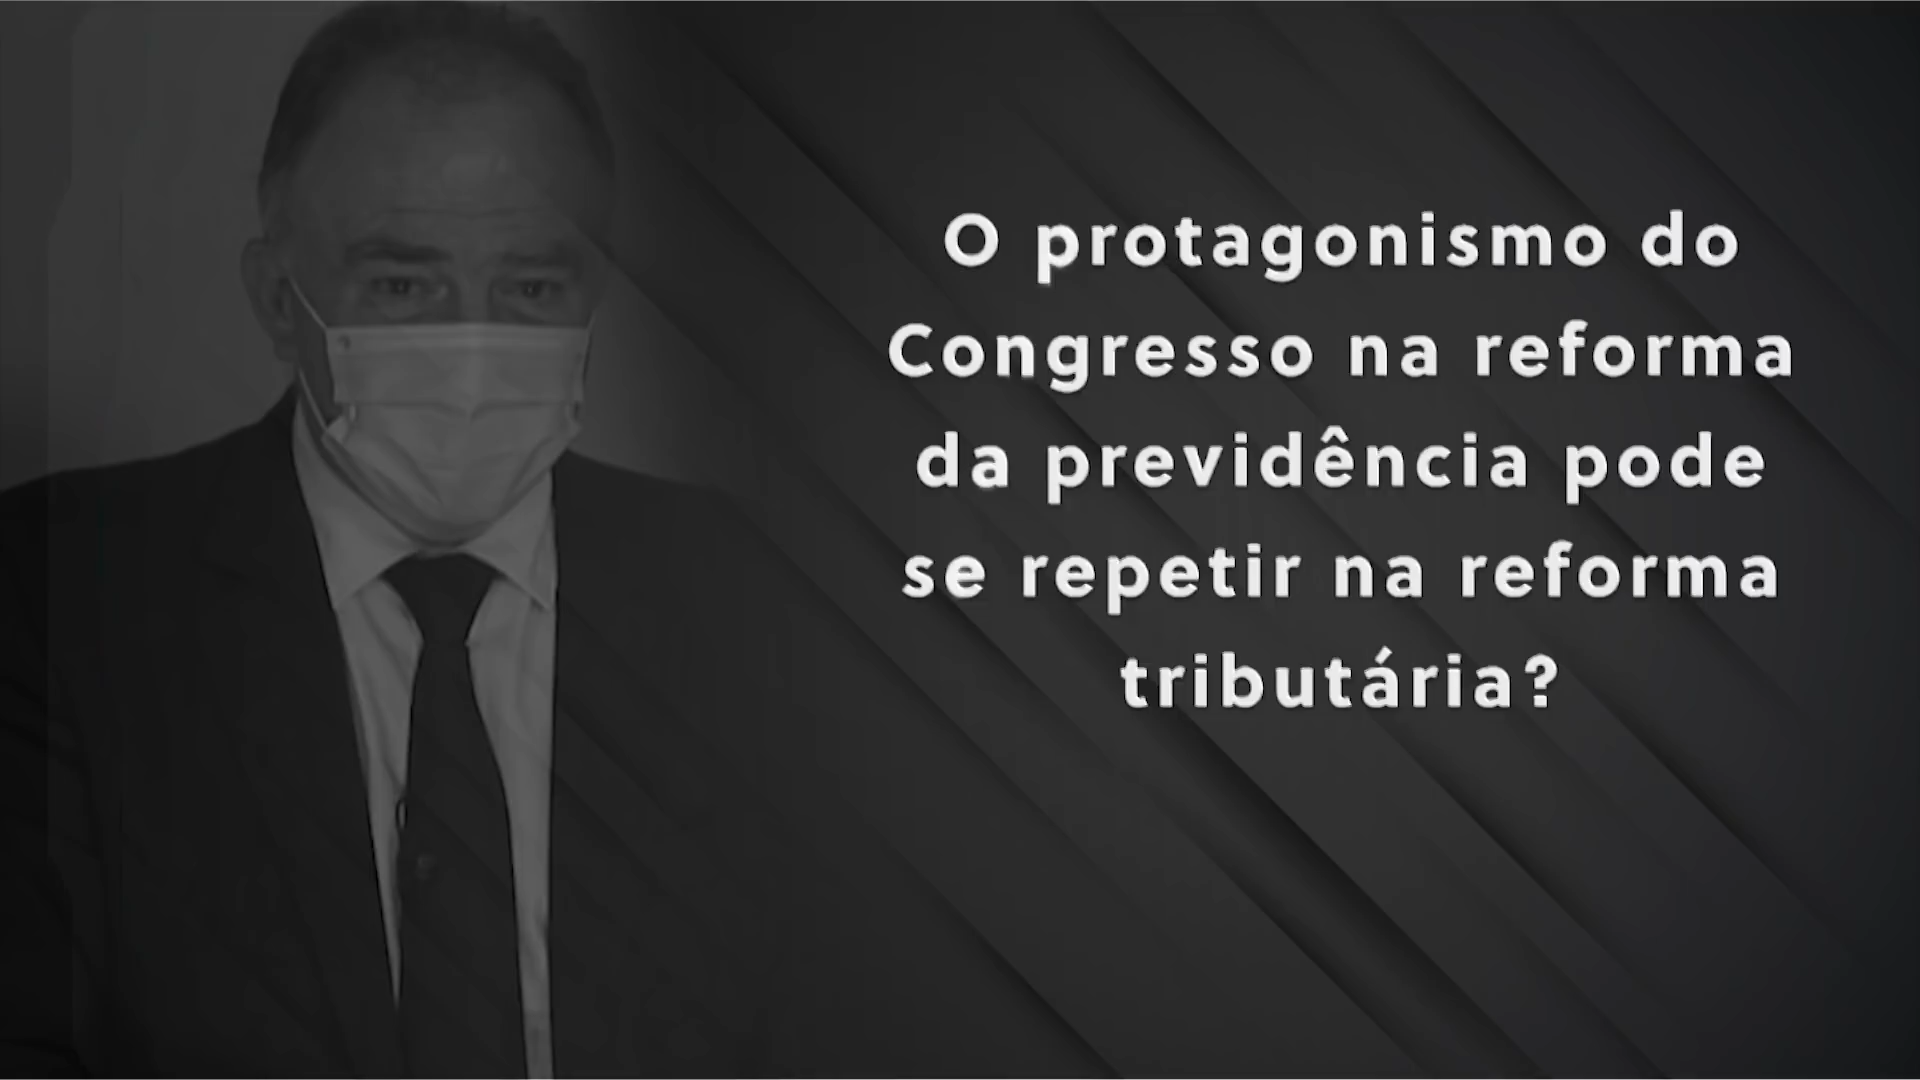 O protagonismo do
Congresso na reforma
da previdência pode
se repetir na reforma
tributária?